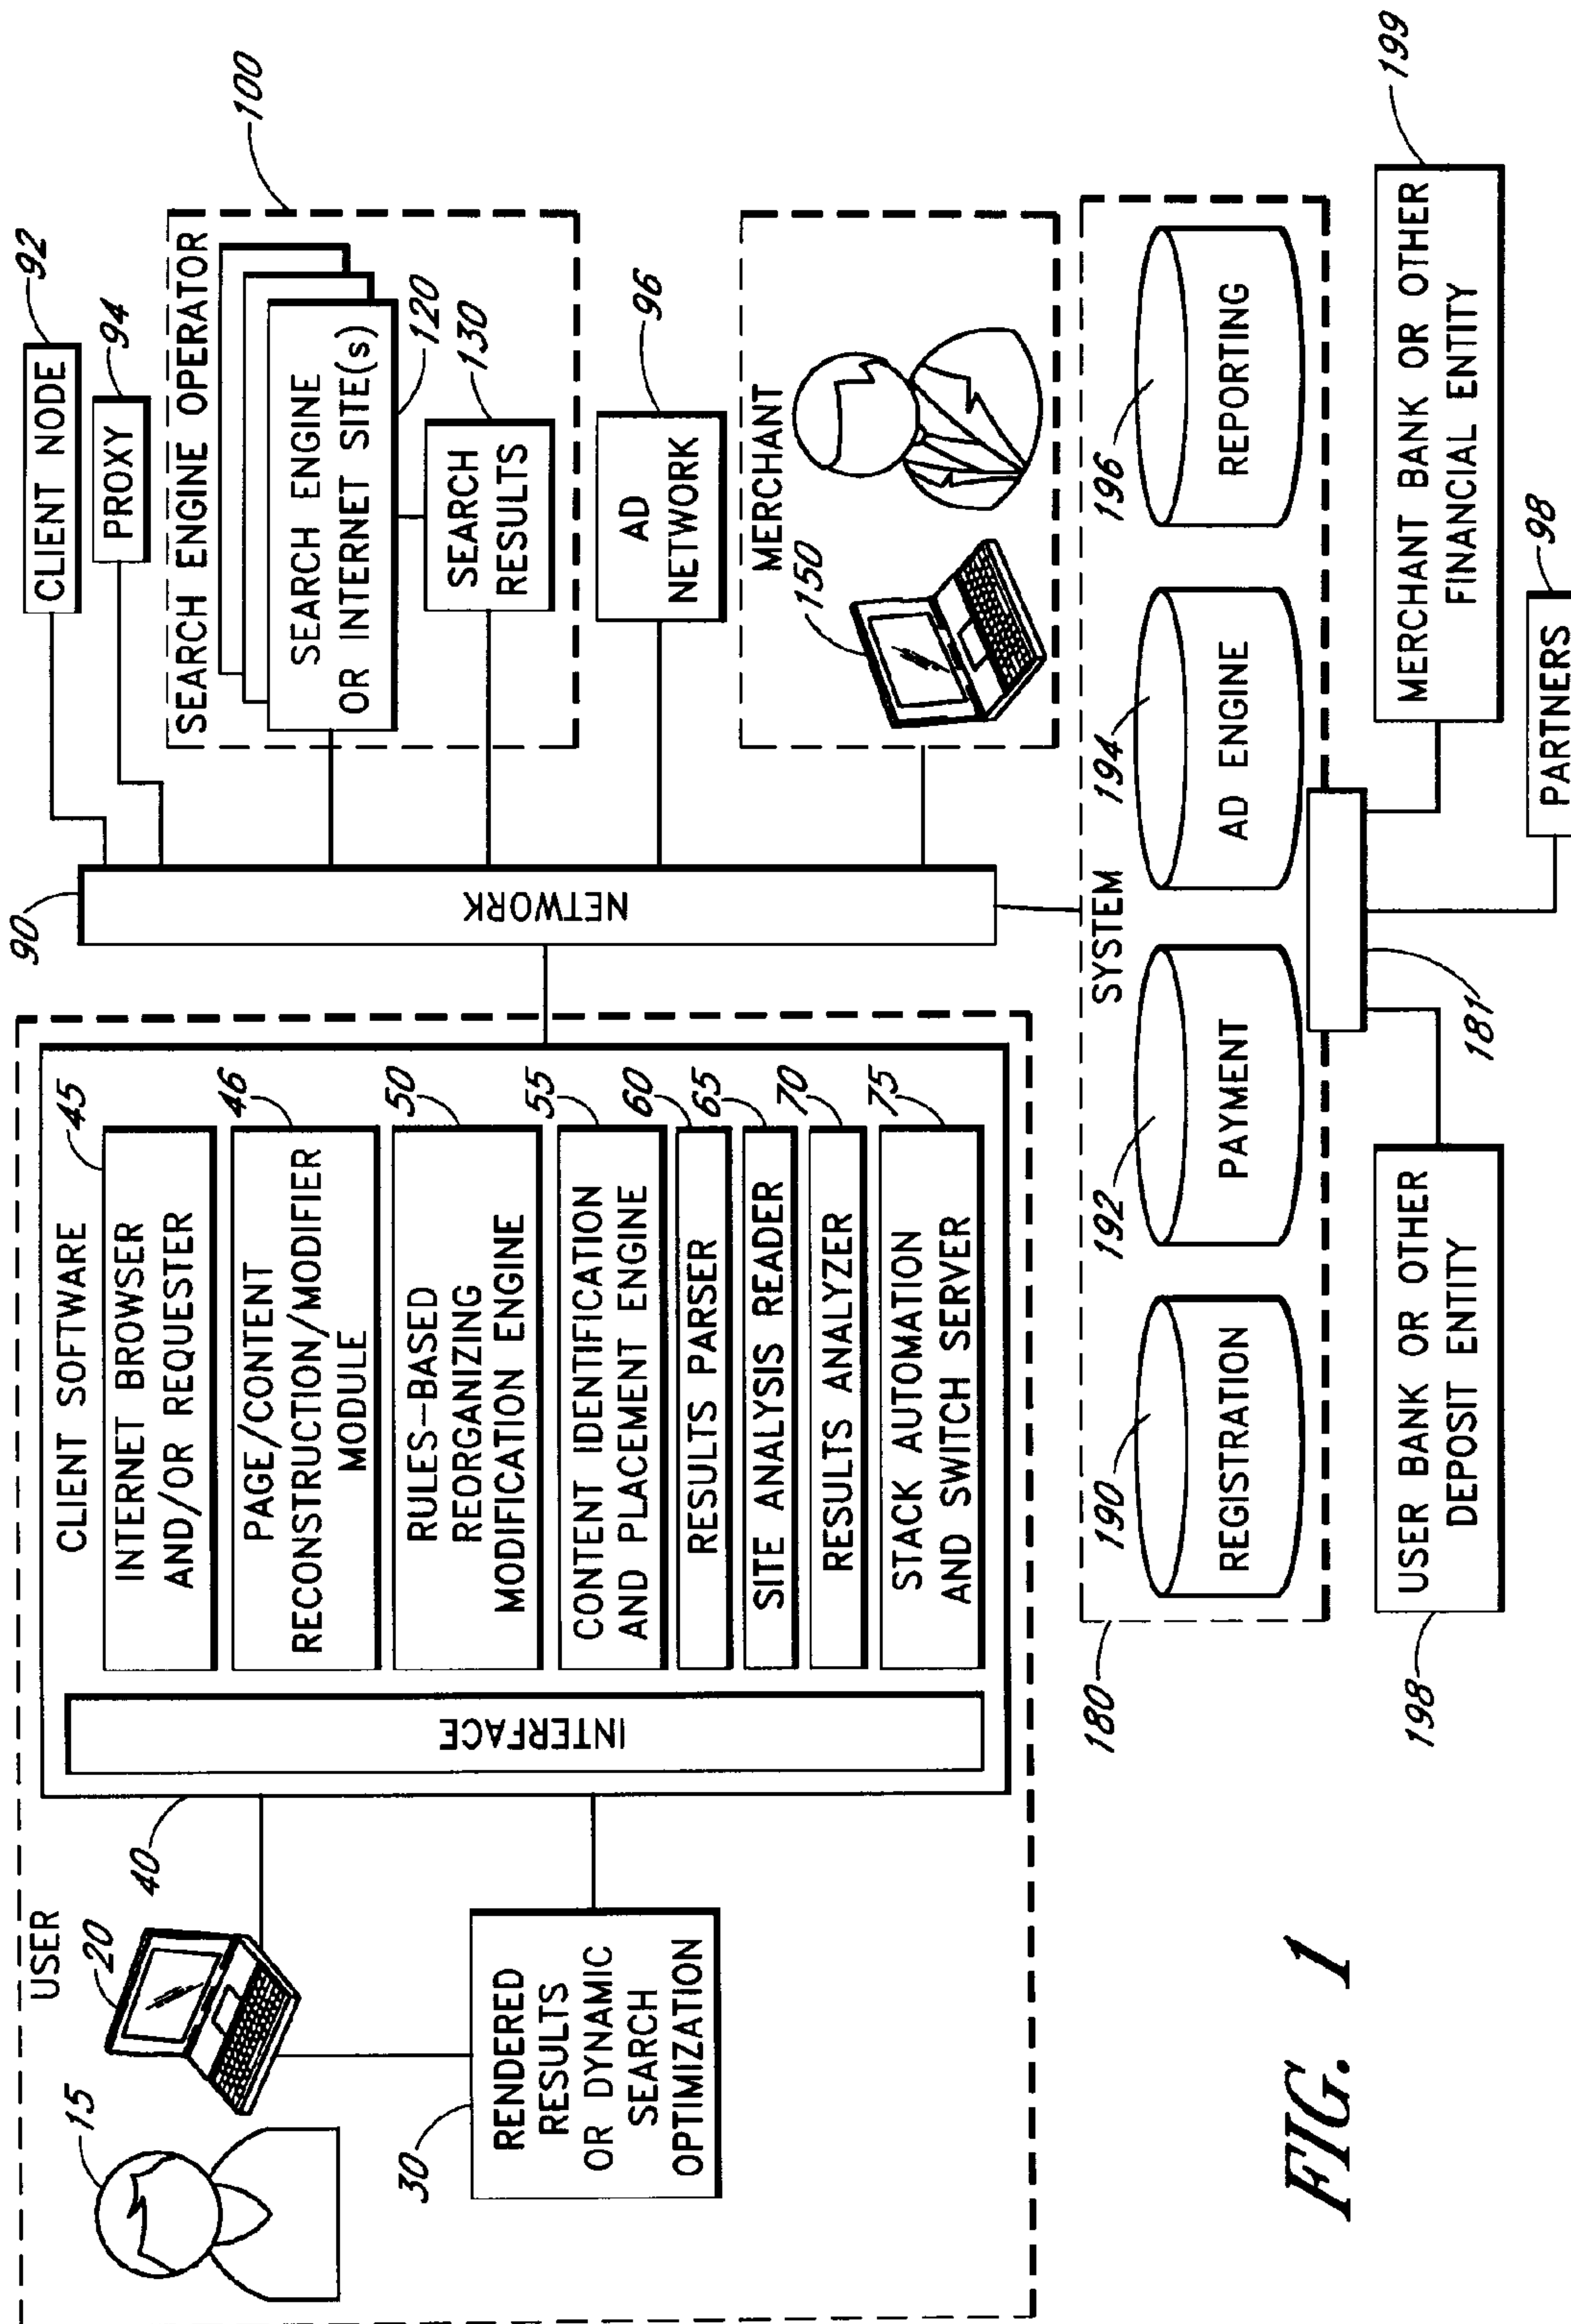 USER
15
20
40
30
RENDERED
RESULTS
OR DYNAMIC
SEARCH
OPTIMIZATION
INTERFACE
CLIENT SOFTWARE
45
INTERNET BROWSER
AND/OR REQUESTER
46
PAGE/CONTENT
RECONSTRUCTION/MODIFIER
MODULE
50
RULES-BASED
REORGANIZING
MODIFICATION ENGINE
55
CONTENT IDENTIFICATION
AND PLACEMENT ENGINE
60
RESULTS PARSER
65
SITE ANALYSIS READER
70
RESULTS ANALYZER
75
STACK AUTOMATION
AND SWITCH SERVER
90
NETWORK
CLIENT NODE
92
PROXY
94
100
SEARCH ENGINE OPERATOR
SEARCH ENGINE
OR INTERNET SITE(s)
120
130
SEARCH
RESULTS
96
AD
NETWORK
MERCHANT
150
SYSTEM
180
190
REGISTRATION
192
PAYMENT
194
AD ENGINE
196
REPORTING
181
198
USER BANK OR OTHER
DEPOSIT ENTITY
199
MERCHANT BANK OR OTHER
FINANCIAL ENTITY
98
PARTNERS
FIG. 1